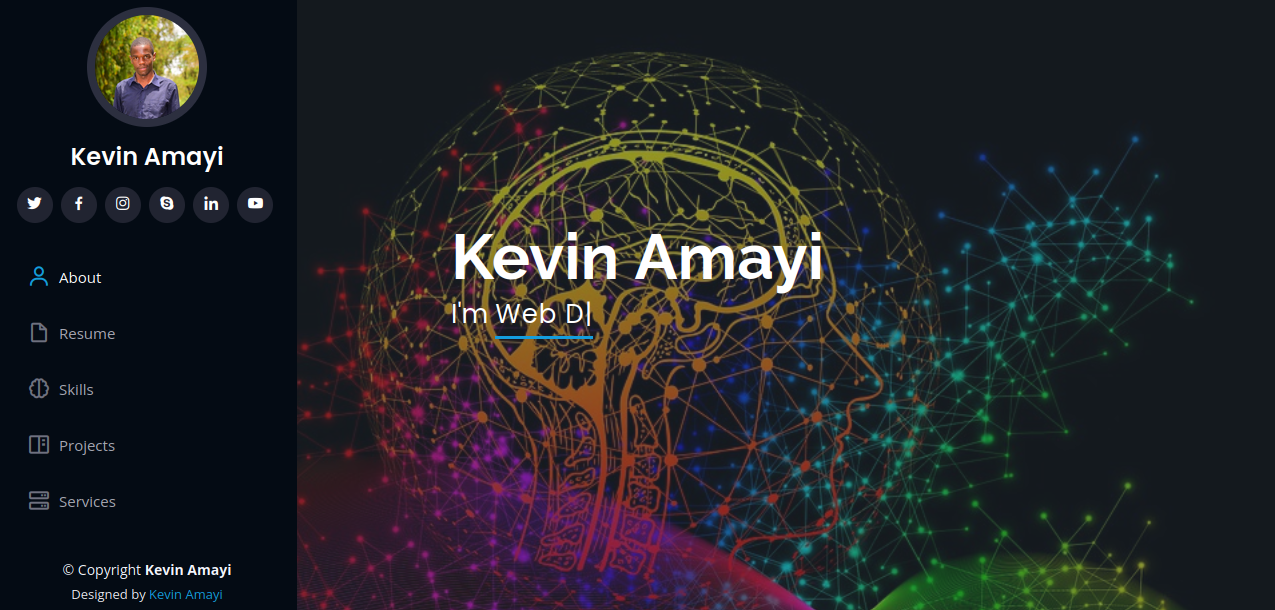 Kevin Amayi
About
Resume
Skills
Projects
Services
© Copyright Kevin Amayi
Designed by Kevin Amayi
Kevin Amayi
I'm Web D|